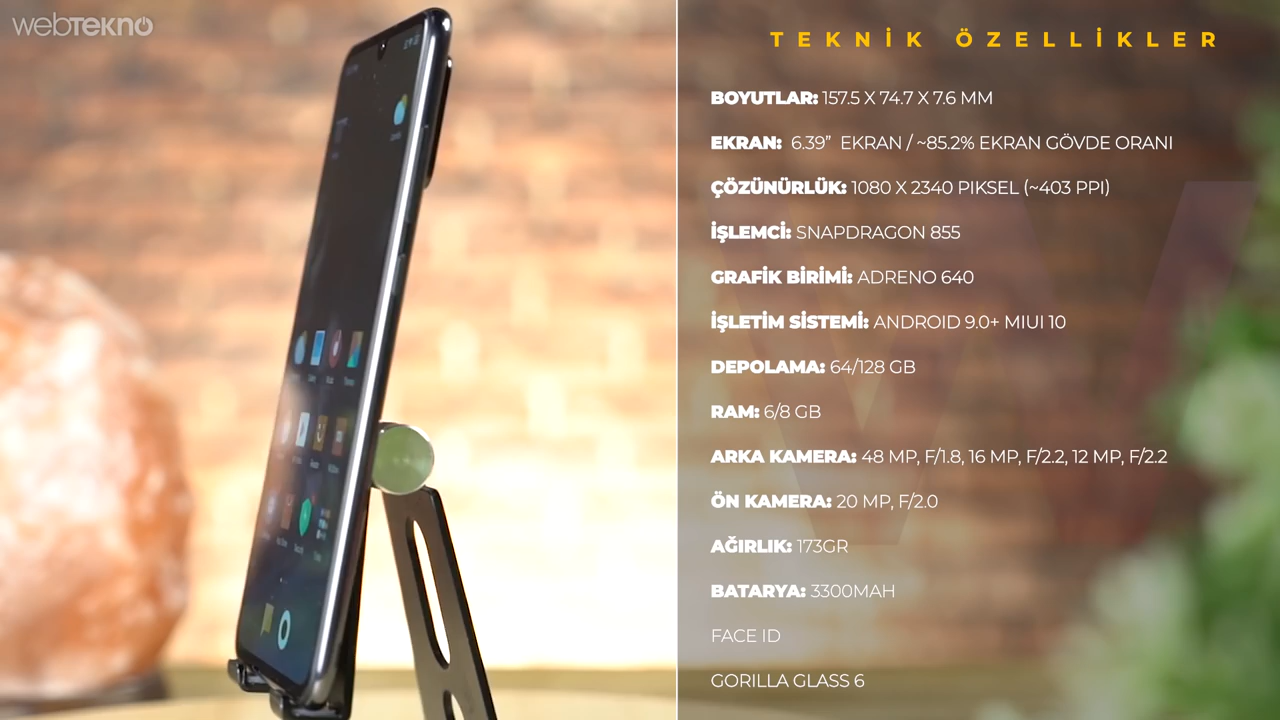 webTEKNO
TEKNİK ÖZELLİKLER
BOYUTLAR: 157.5 X 74.7 X 7.6 MM
EKRAN: 6.39” EKRAN / ~85.2% EKRAN GÖVDE ORANI
ÇÖZÜNÜRLÜK: 1080 X 2340 PIKSEL (~403 PPI)
İŞLEMCİ: SNAPDRAGON 855
GRAFİK BİRİMİ: ADRENO 640
İŞLETİM SİSTEMİ: ANDROID 9.0+ MIUI 10
DEPOLAMA: 64/128 GB
RAM: 6/8 GB
ARKA KAMERA: 48 MP, F/1.8, 16 MP, F/2.2, 12 MP, F/2.2
ÖN KAMERA: 20 MP, F/2.0
AĞIRLIK: 173GR
BATARYA: 3300MAH
FACE ID
GORILLA GLASS 6